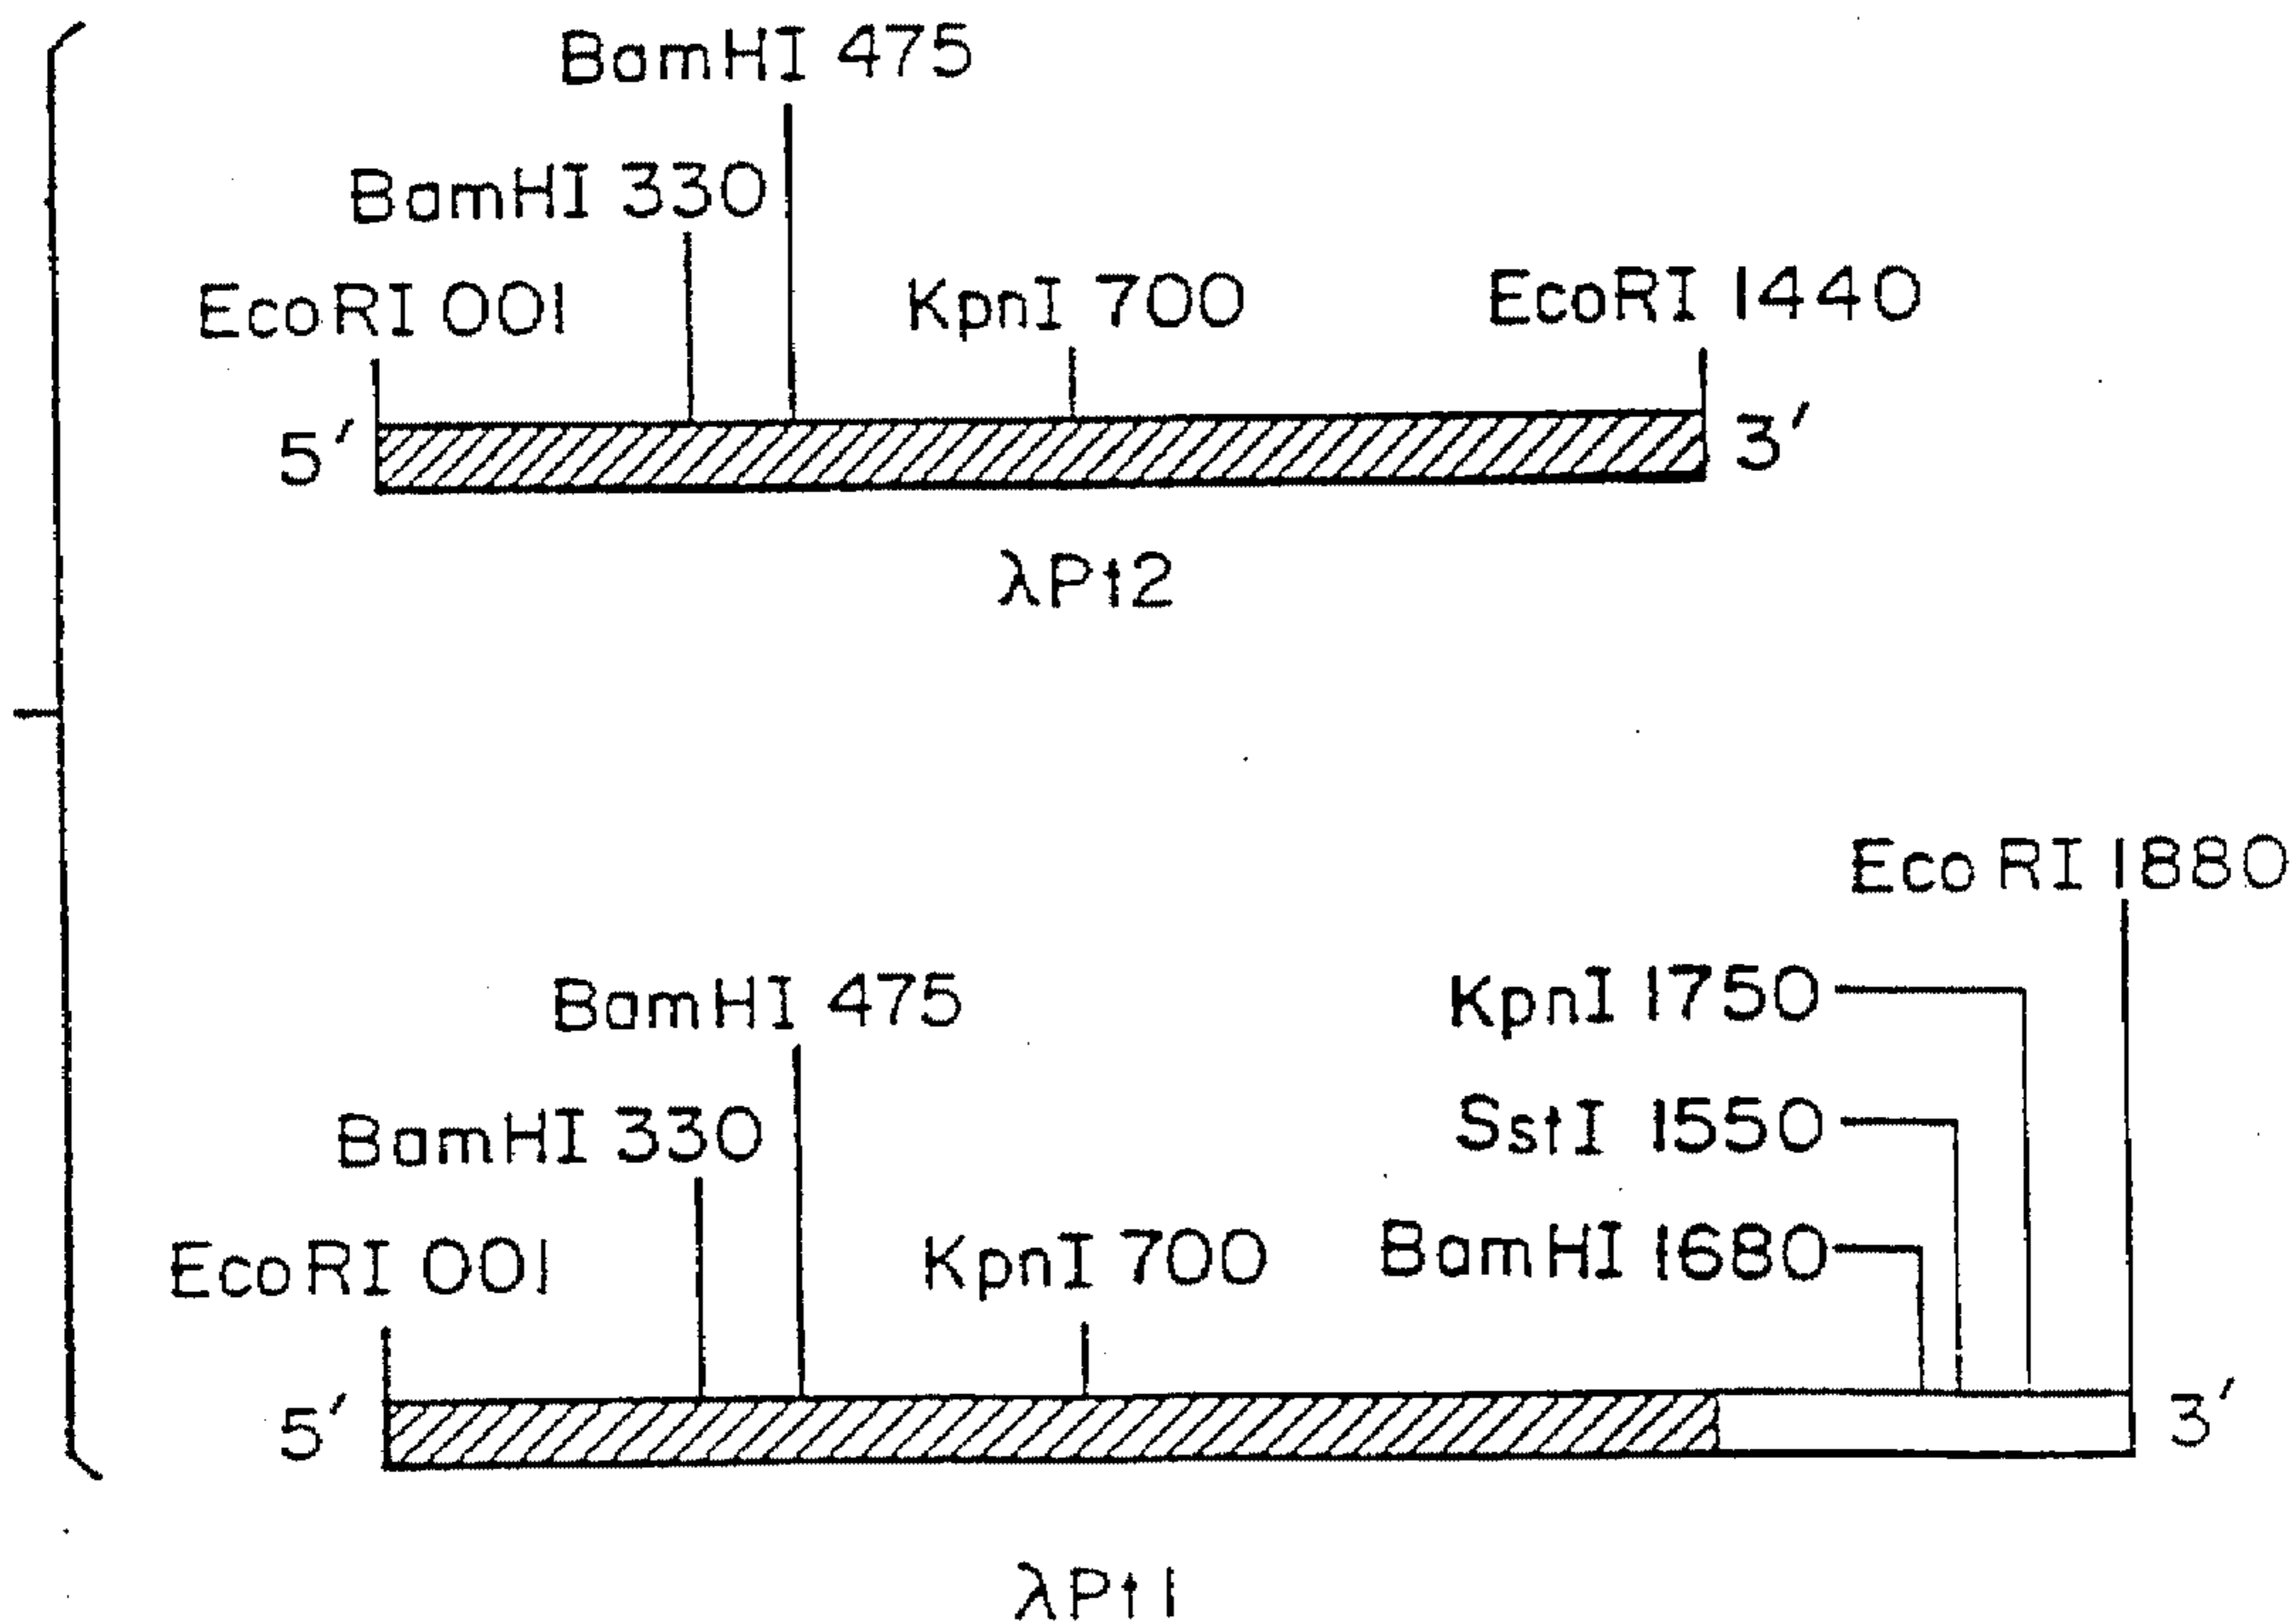 BamHI 475
BamHI 330
EcoRI 001
KpnI 700
EcoRI 1440
5′
3′
λPt2
EcoRI 1880
BamHI 475
KpnI 1750
BamHI 330
SstI 1550
EcoRI 001
KpnI 700
BamHI 1680
5′
3′
λPt1